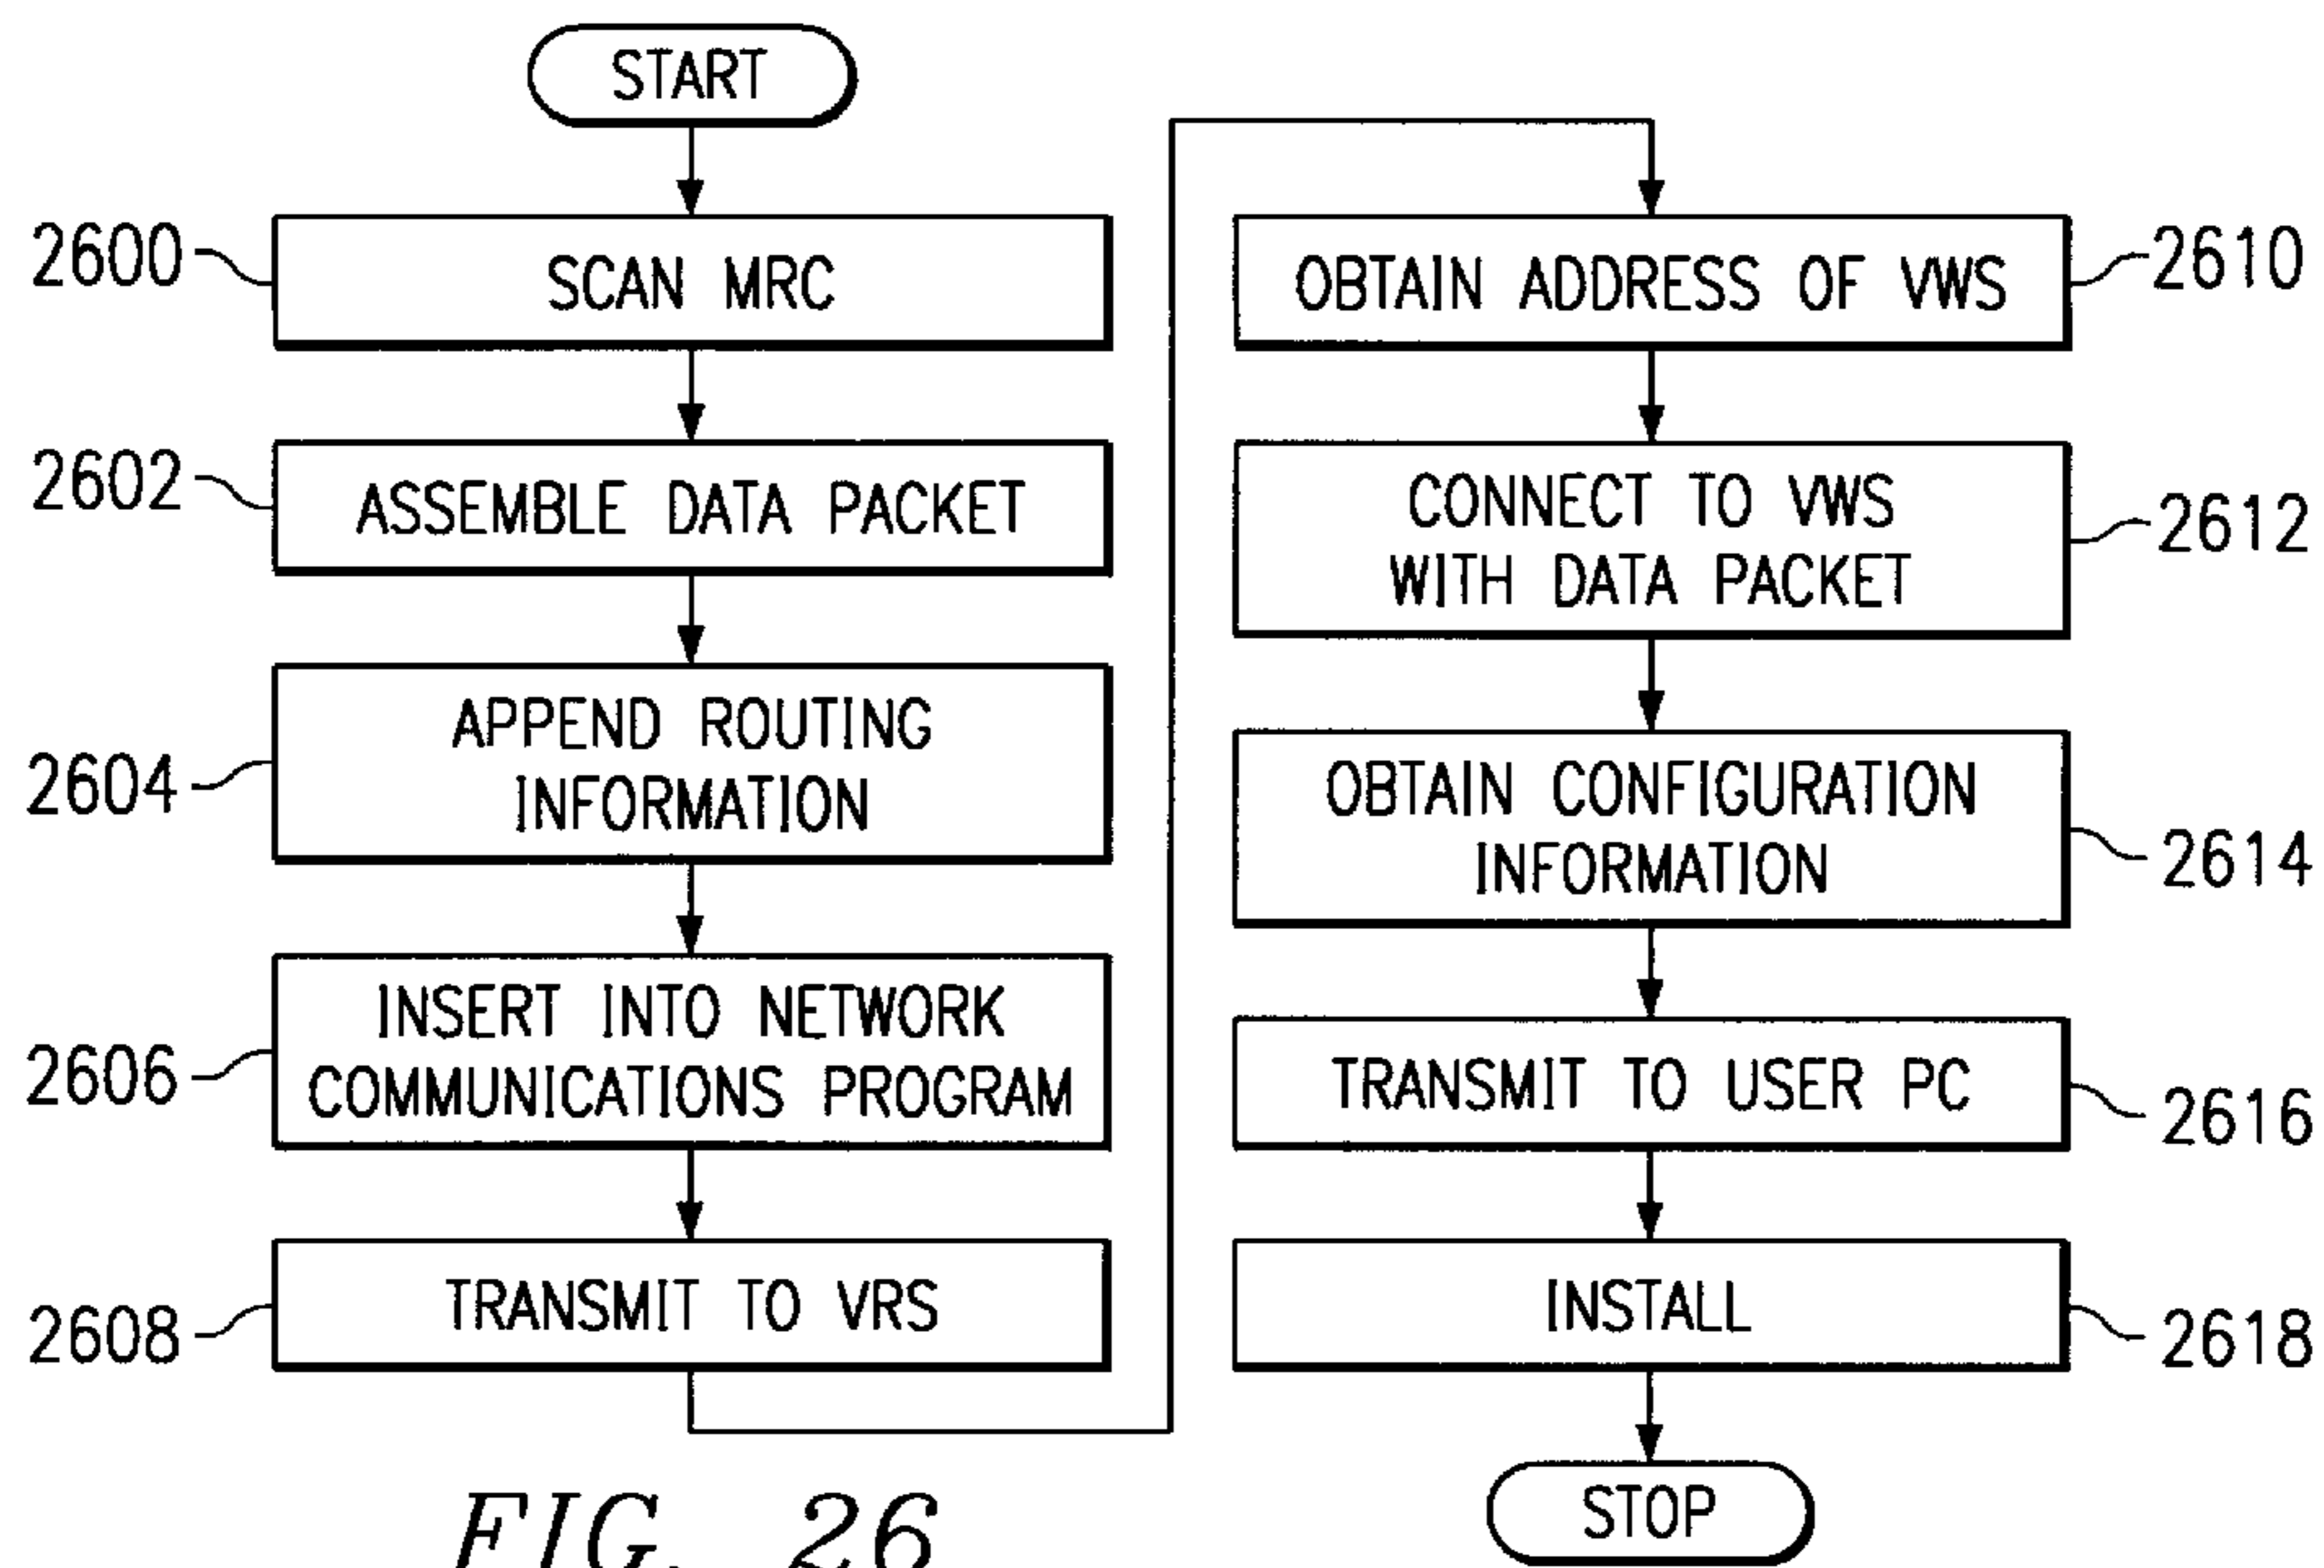 START
2600
SCAN MRC
2602
ASSEMBLE DATA PACKET
2604
APPEND ROUTING
INFORMATION
2606
INSERT INTO NETWORK
COMMUNICATIONS PROGRAM
2608
TRANSMIT TO VRS
OBTAIN ADDRESS OF VWS
2610
CONNECT TO VWS
WITH DATA PACKET
2612
OBTAIN CONFIGURATION
INFORMATION
2614
TRANSMIT TO USER PC
2616
INSTALL
2618
STOP
FIG. 26